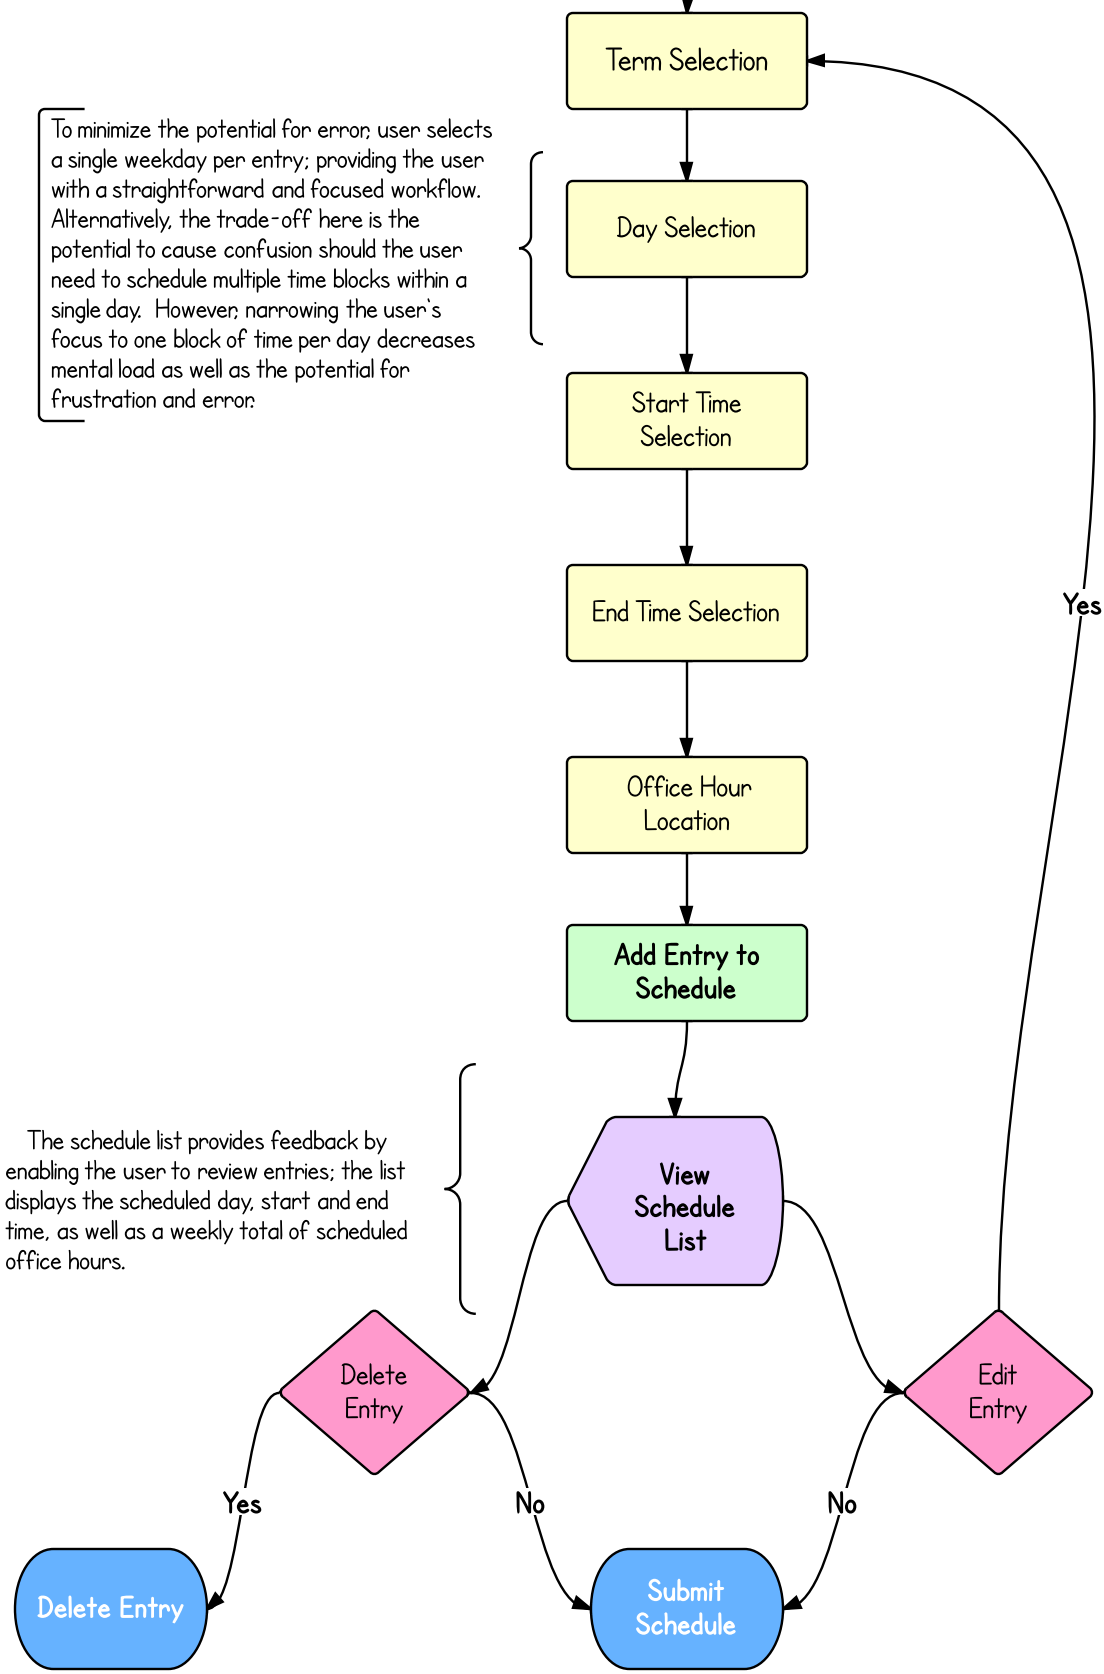 Term Selection
To minimize the potential for error, user selects
a single weekday per entry; providing the user
with a straightforward and focused workflow.
Alternatively, the trade-off here is the
potential to cause confusion should the user
need to schedule multiple time blocks within a
single day.  However, narrowing the user's
focus to one block of time per day decreases
mental load as well as the potential for
frustration and error.
Day Selection
Start Time
Selection
End Time Selection
Yes
Office Hour
Location
Add Entry to
Schedule
The schedule list provides feedback by
enabling the user to review entries; the list
displays the scheduled day, start and end
time, as well as a weekly total of scheduled
office hours.
View
Schedule
List
Delete
Entry
Edit
Entry
Yes
No
No
Delete Entry
Submit
Schedule